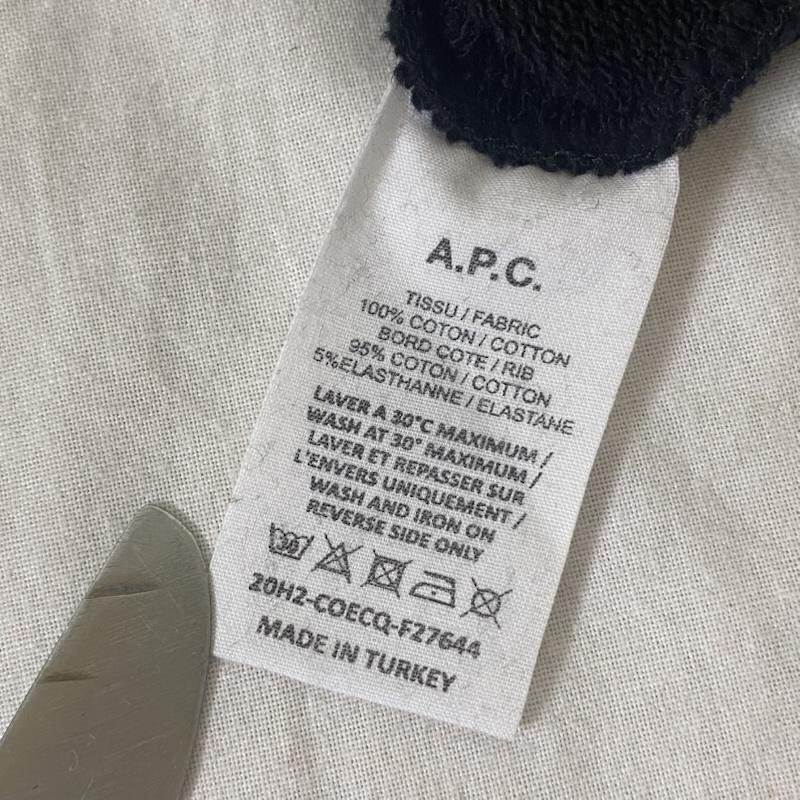 A.P.C.
TISSU / FABRIC
100% COTON / COTTON
BORD COTE / RIB
95% COTON / COTTON
5%ELASTHANNE / ELASTANE
LAVER A 30°C MAXIMUM /
WASH AT 30° MAXIMUM /
LAVER ET REPASSER SUR
L'ENVERS UNIQUEMENT /
WASH AND IRON ON
REVERSE SIDE ONLY
30
20H2-COECQ-F27644
MADE IN TURKEY